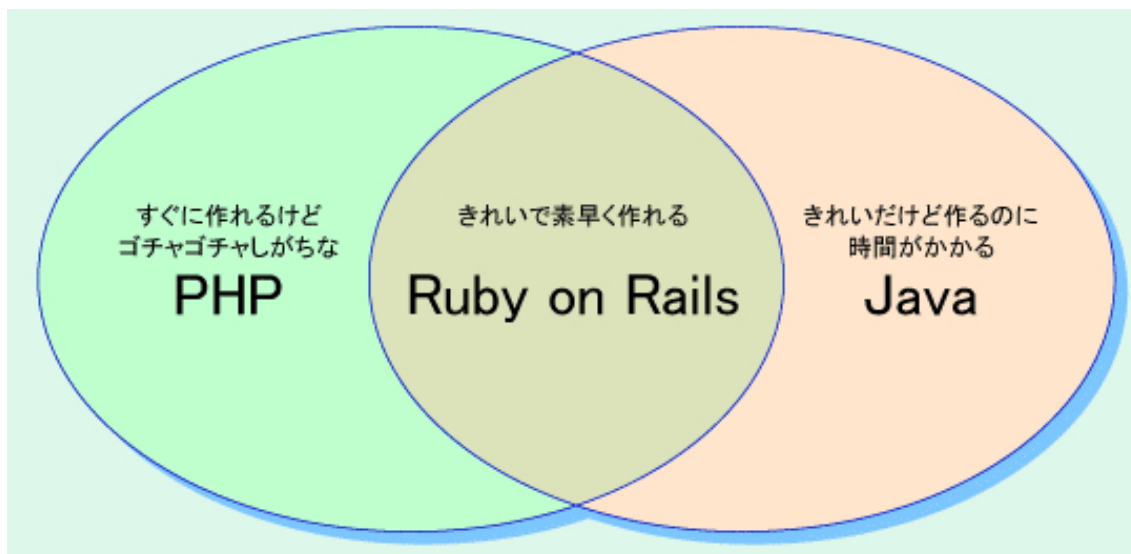 すぐに作れるけど
ゴチャゴチャしがちな
PHP
きれいで素早く作れる
Ruby on Rails
きれいだけど作るのに
時間がかかる
Java